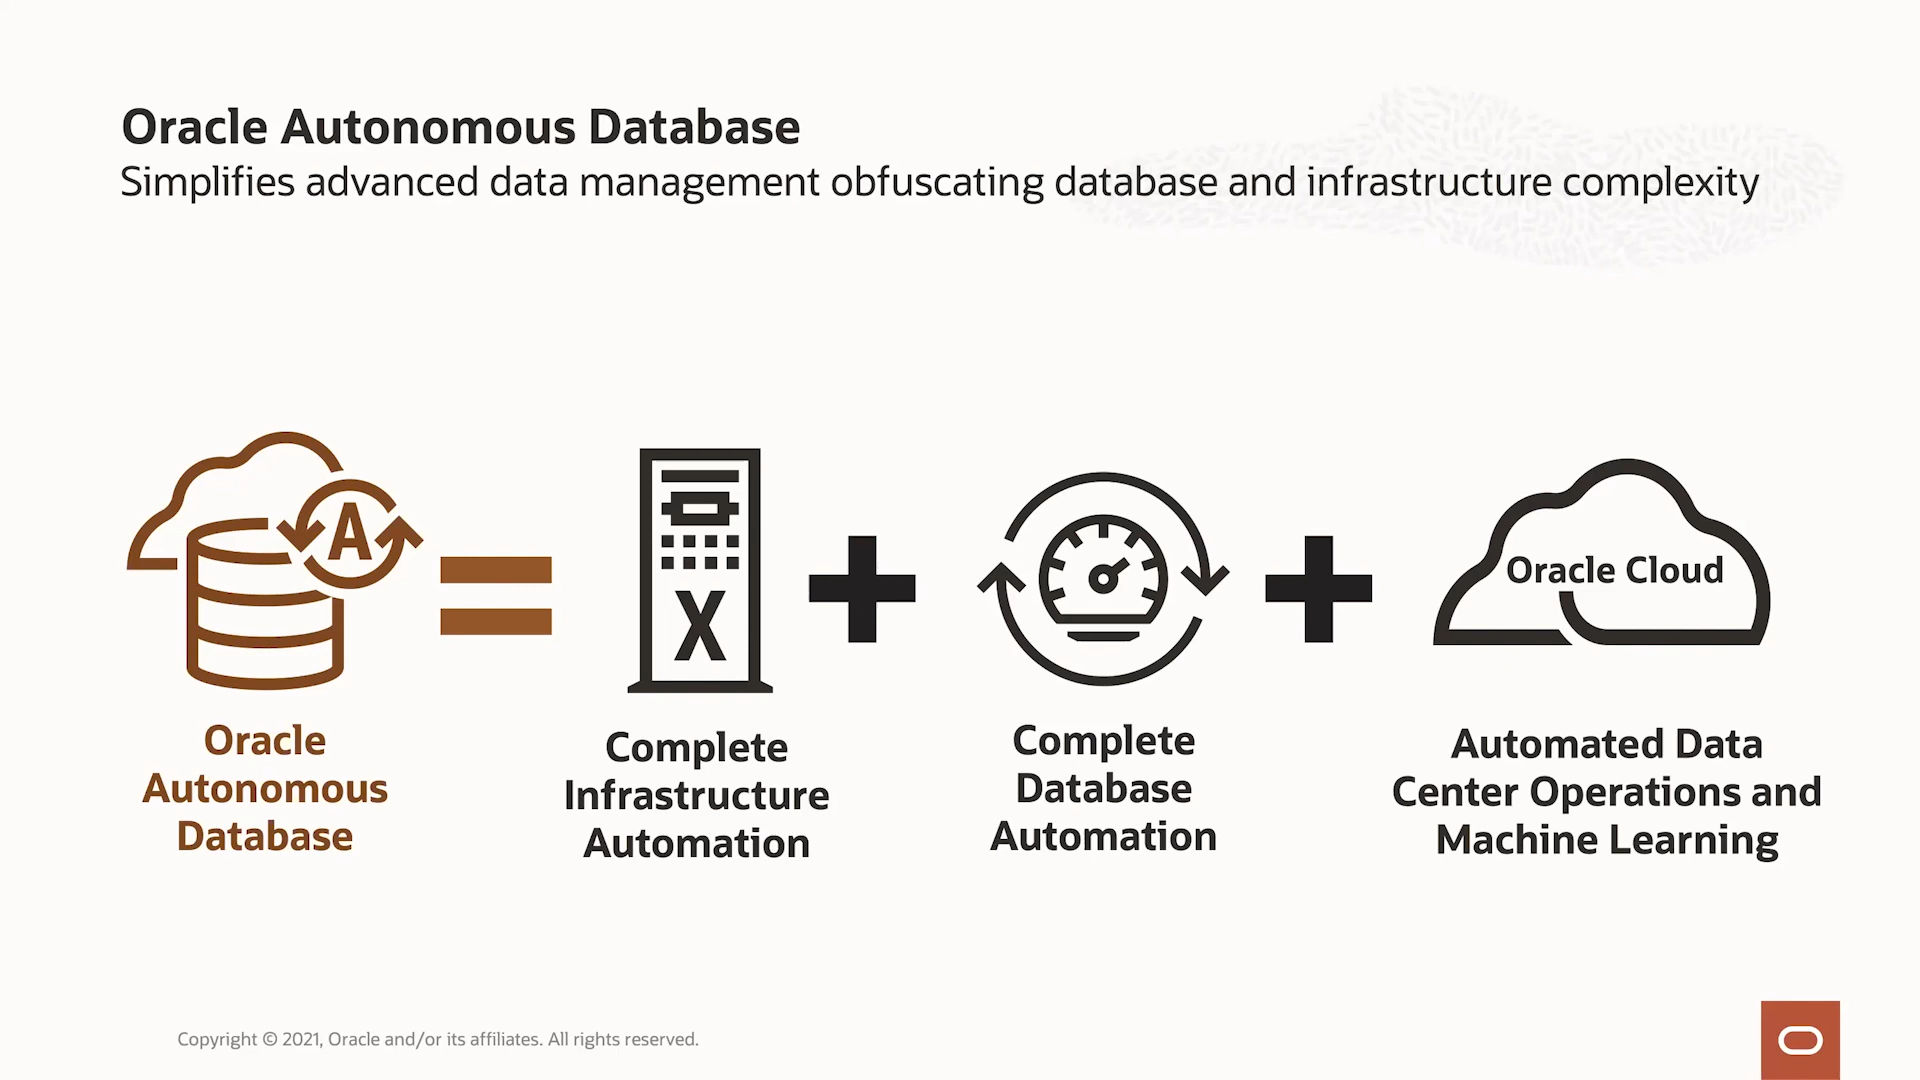 Oracle Autonomous Database
Simplifies advanced data management obfuscating database and infrastructure complexity
A
X
Oracle Cloud
Oracle
Autonomous
Database
Complete
Infrastructure
Automation
Complete
Database
Automation
Automated Data
Center Operations and
Machine Learning
Copyright © 2021, Oracle and/or its affiliates. All rights reserved.